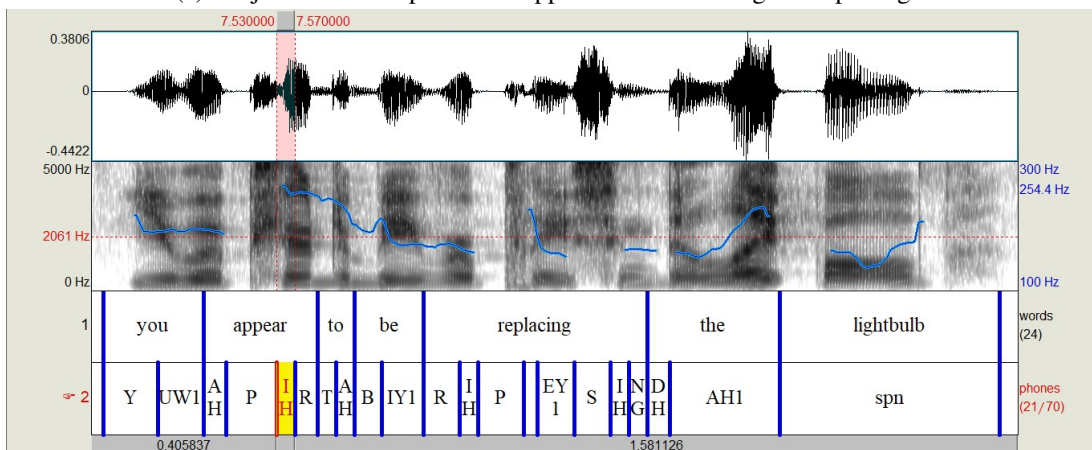 7.530000 7.570000
0.3806
0
-0.4422
5000 Hz
2061 Hz
0 Hz
300 Hz
254.4 Hz
100 Hz
1 you appear to be replacing the lightbulb words
(24)
2 Y UW1 AH P IH R T AH B IY1 R IH P EY1 S IH NG DH AH1 spn phones
(21/70)
0.405837 1.581126